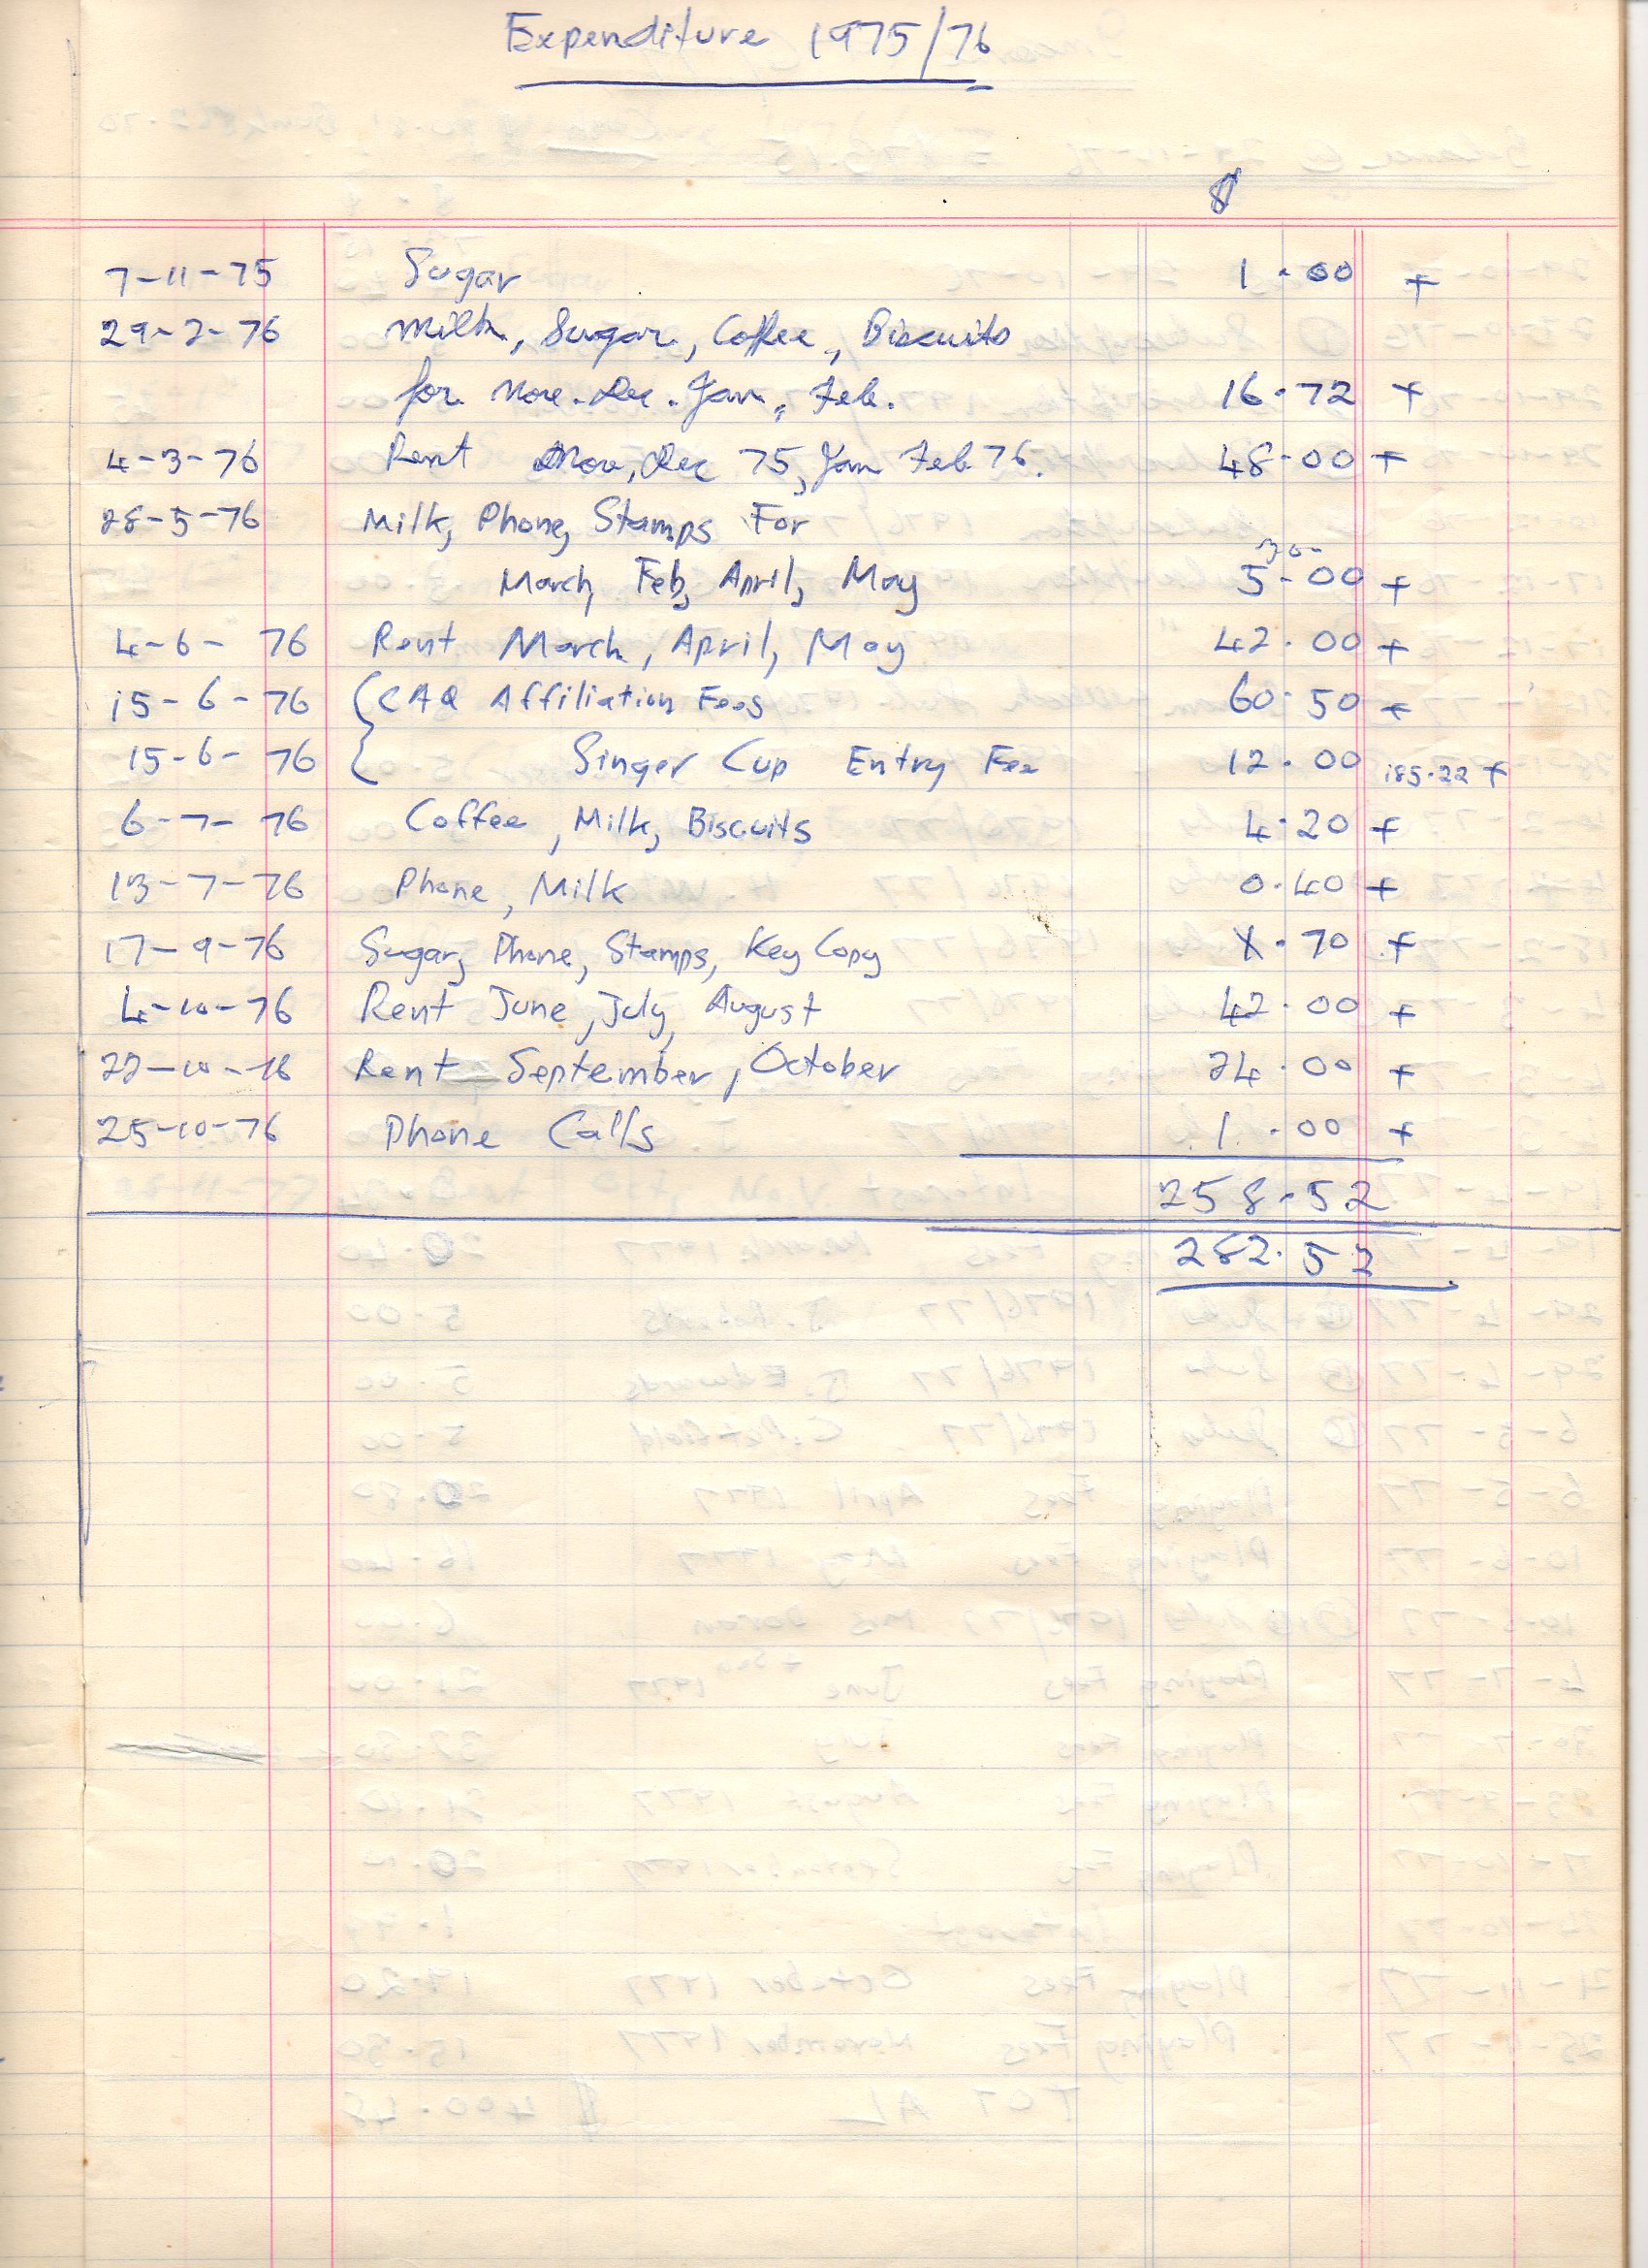 Expenditure 1975/76
$
7-11-75 Sugar 1.00 +
29-2-76 Milk, Sugar, Coffee, Biscuits
for Nov. Dec. Jan, Feb. 16.72 +
4-3-76 Rent Nov, Dec 75, Jan Feb 76. 48.00 +
28-5-76 Milk, Phone, Stamps For
March, Feb, April, May 5.00 +
4-6-76 Rent March, April, May 42.00 +
15-6-76 CAQ Affiliation Fees 60.50 +
15-6-76 Singer Cup Entry Fee 12.00 185.22 +
6-7-76 Coffee, Milk, Biscuits 4.20 +
13-7-76 Phone, Milk 0.40 +
17-9-76 Sugar, Phone, Stamps, Key Copy .70 +
4-10-76 Rent June, July, August 42.00 +
22-10-76 Rent September, October 24.00 +
25-10-76 Phone Calls 1.00 +
258.52
282.52